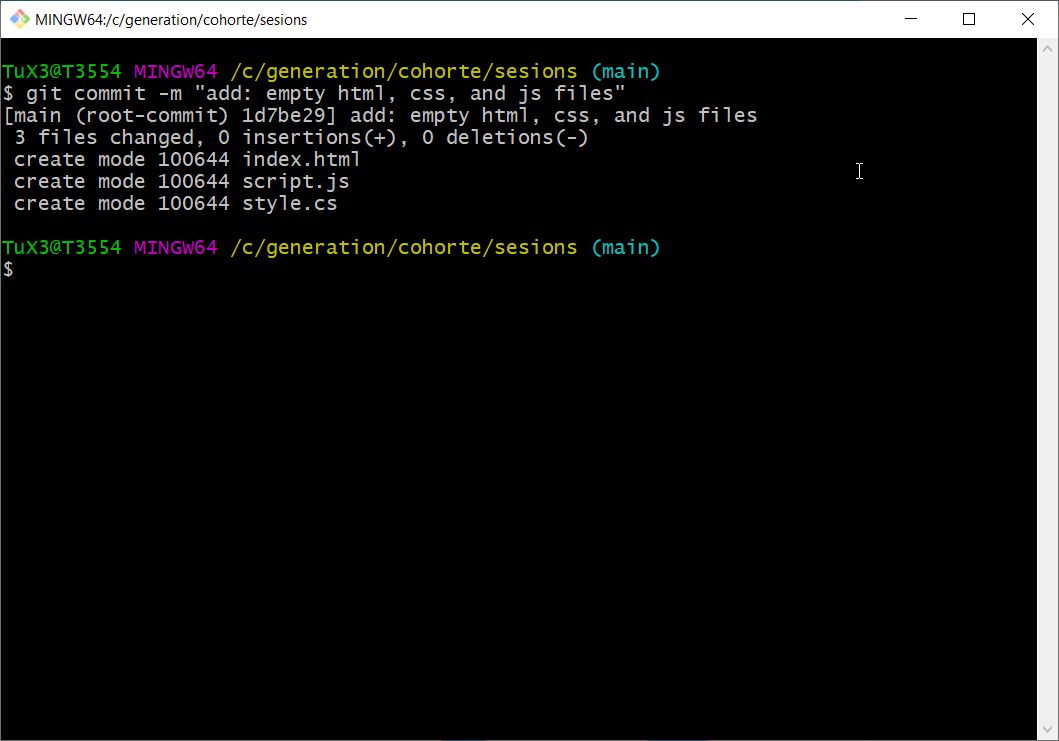 MINGW64:/c/generation/cohorte/sesions
TuX3@T3554 MINGW64 /c/generation/cohorte/sesions (main)
$ git commit -m "add: empty html, css, and js files"
[main (root-commit) 1d7be29] add: empty html, css, and js files
 3 files changed, 0 insertions(+), 0 deletions(-)
 create mode 100644 index.html
 create mode 100644 script.js
 create mode 100644 style.cs
TuX3@T3554 MINGW64 /c/generation/cohorte/sesions (main)
$